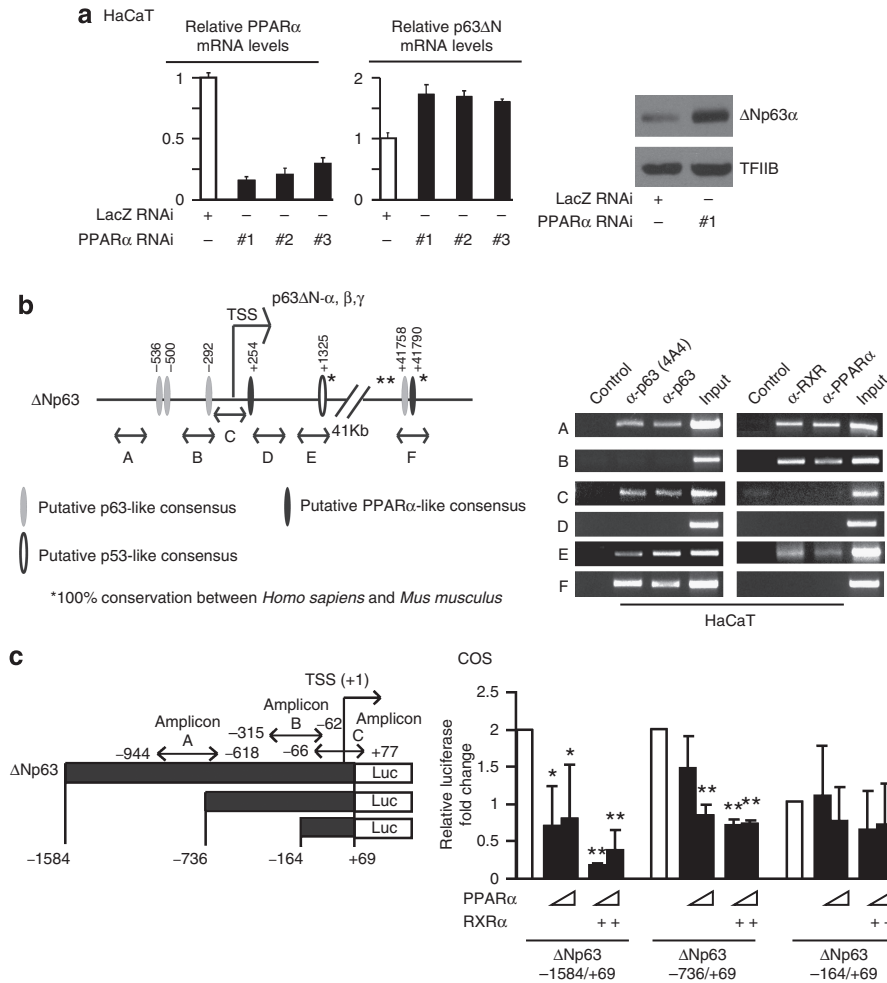 a HaCaT
Relative PPARα
mRNA levels
Relative p63ΔN
mRNA levels
1
0.5
0
2
1
0
LacZ RNAi + – – – + – – –
PPARα RNAi – #1 #2 #3 – #1 #2 #3
ΔNp63α
TFIIB
LacZ RNAi + –
PPARα RNAi – #1
b
p63ΔN-α, β,γ
TSS
–536
–500
–292
+254
+1325
+41758
+41790
* ** *
ΔNp63
41Kb
A B C D E F
Putative p63-like consensus
Putative PPARα-like consensus
Putative p53-like consensus
*100% conservation between Homo sapiens and Mus musculus
Control α-p63 (4A4) α-p63 Input Control α-RXR α-PPARα Input
A
B
C
D
E
F
HaCaT
c
TSS (+1)
Amplicon
A
Amplicon
B
Amplicon
C
–944 –618
–315 –62
–66 +77
ΔNp63
Luc
Luc
Luc
–1584 –736 –164 +69
COS
Relative luciferase
fold change
2.5
2
1.5
1
0.5
0
* * ** ** ** ** **
PPARα
RXRα + + + + +
ΔNp63
–1584/+69
ΔNp63
–736/+69
ΔNp63
–164/+69